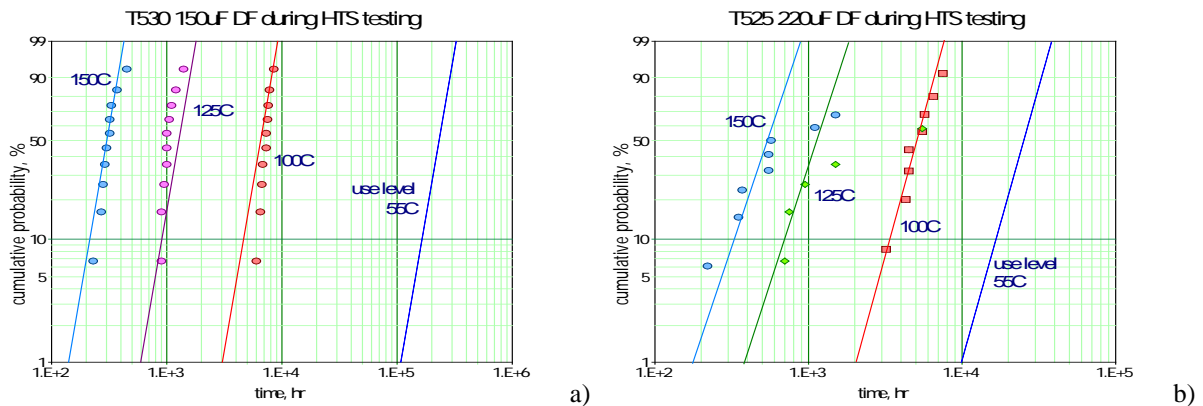 T530 150uF DF during HTS testing
99
90
50
10
5
1
cumulative probability, %
150C
125C
100C
use level
55C
1.E+2
1.E+3
1.E+4
1.E+5
1.E+6
time, hr
a)
T525 220uF DF during HTS testing
99
90
50
10
5
1
cumulative probability, %
150C
125C
100C
use level
55C
1.E+2
1.E+3
1.E+4
1.E+5
time, hr
b)